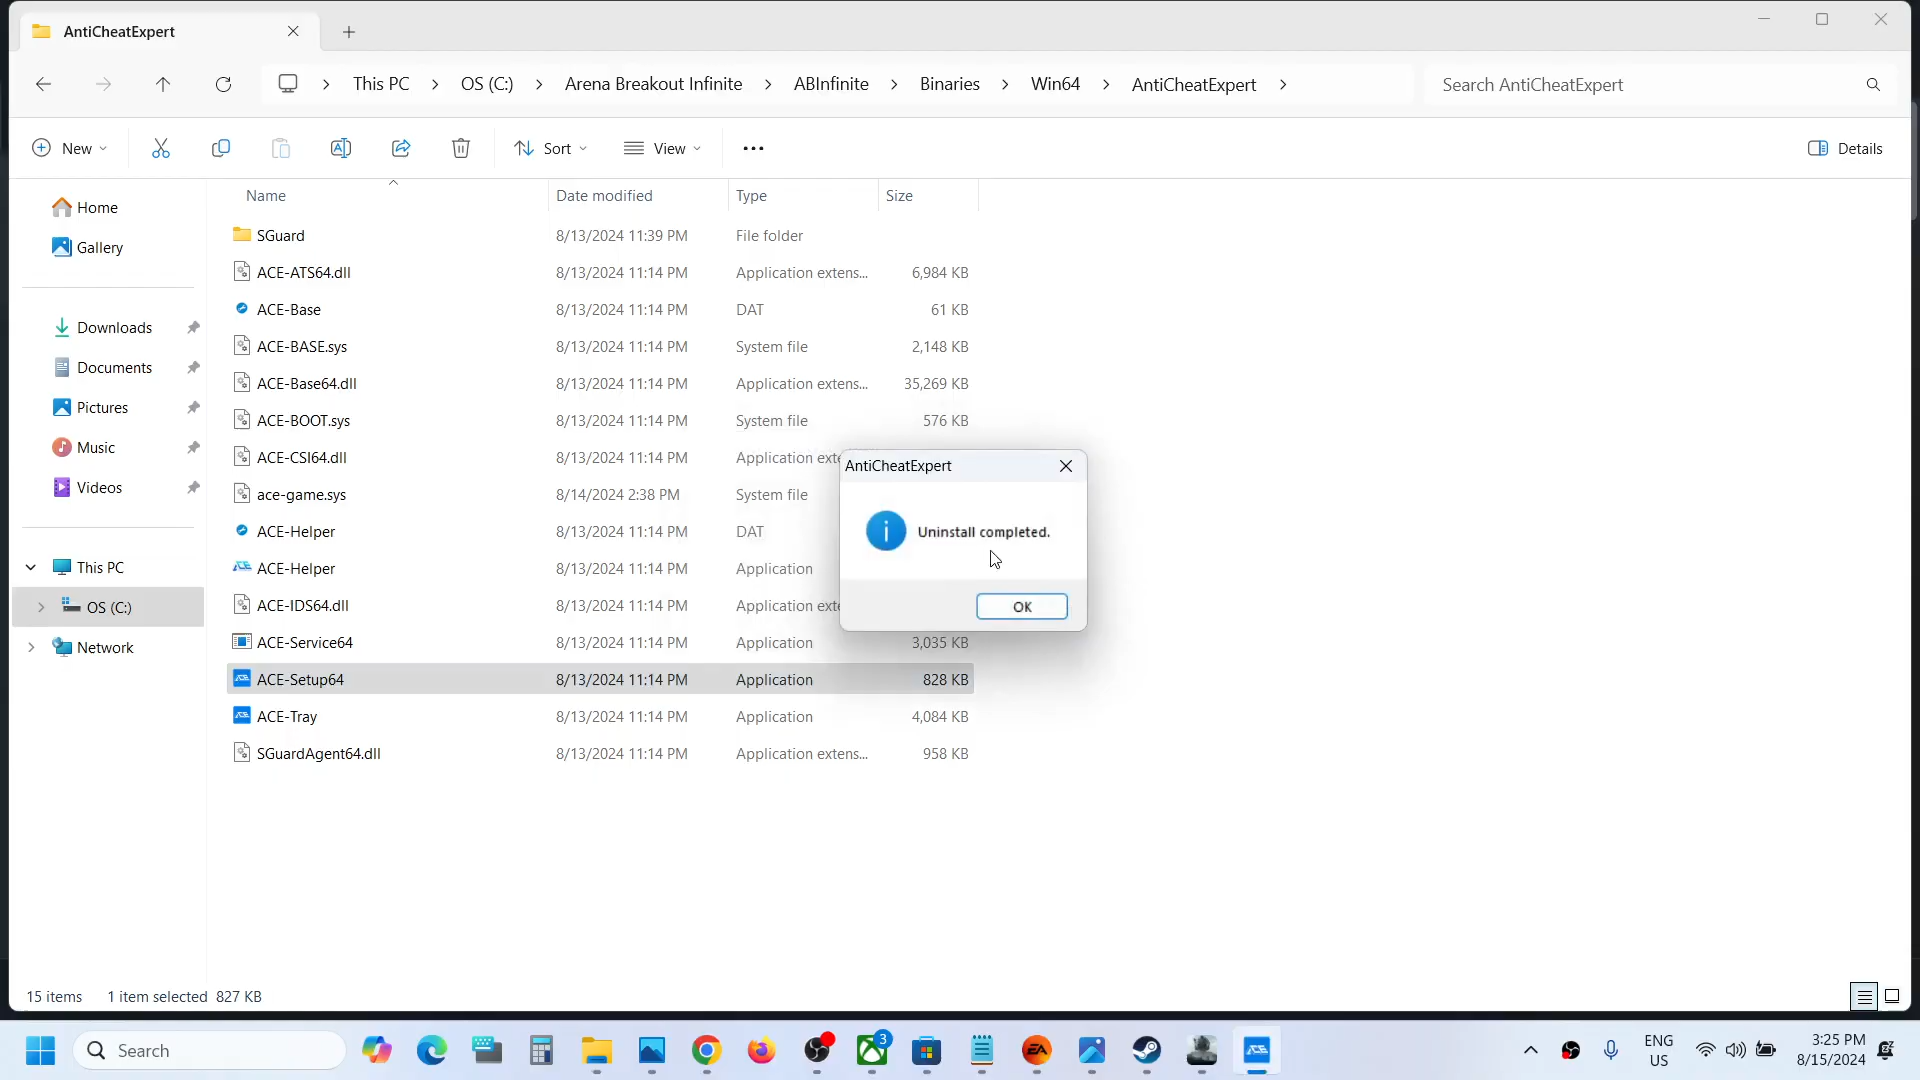 AntiCheatExpert
This PC
OS (C:)
Arena Breakout Infinite
ABInfinite
Binaries
Win64
AntiCheatExpert
Search AntiCheatExpert
New
Sort
View
Details
Home
Gallery
Downloads
Documents
Pictures
Music
Videos
This PC
OS (C:)
Network
Name Date modified Type Size
SGuard 8/13/2024 11:39 PM File folder
ACE-ATS64.dll 8/13/2024 11:14 PM Application extens... 6,984 KB
ACE-Base 8/13/2024 11:14 PM DAT 61 KB
ACE-BASE.sys 8/13/2024 11:14 PM System file 2,148 KB
ACE-Base64.dll 8/13/2024 11:14 PM Application extens... 35,269 KB
ACE-BOOT.sys 8/13/2024 11:14 PM System file 576 KB
ACE-CSI64.dll 8/13/2024 11:14 PM Application exte
ace-game.sys 8/14/2024 2:38 PM System file
ACE-Helper 8/13/2024 11:14 PM DAT
ACE-Helper 8/13/2024 11:14 PM Application
ACE-IDS64.dll 8/13/2024 11:14 PM Application exte
ACE-Service64 8/13/2024 11:14 PM Application 3,035 KB
ACE-Setup64 8/13/2024 11:14 PM Application 828 KB
ACE-Tray 8/13/2024 11:14 PM Application 4,084 KB
SGuardAgent64.dll 8/13/2024 11:14 PM Application extens... 958 KB
AntiCheatExpert
Uninstall completed.
OK
15 items 1 item selected 827 KB
Search
3
ENG
US
3:25 PM
8/15/2024